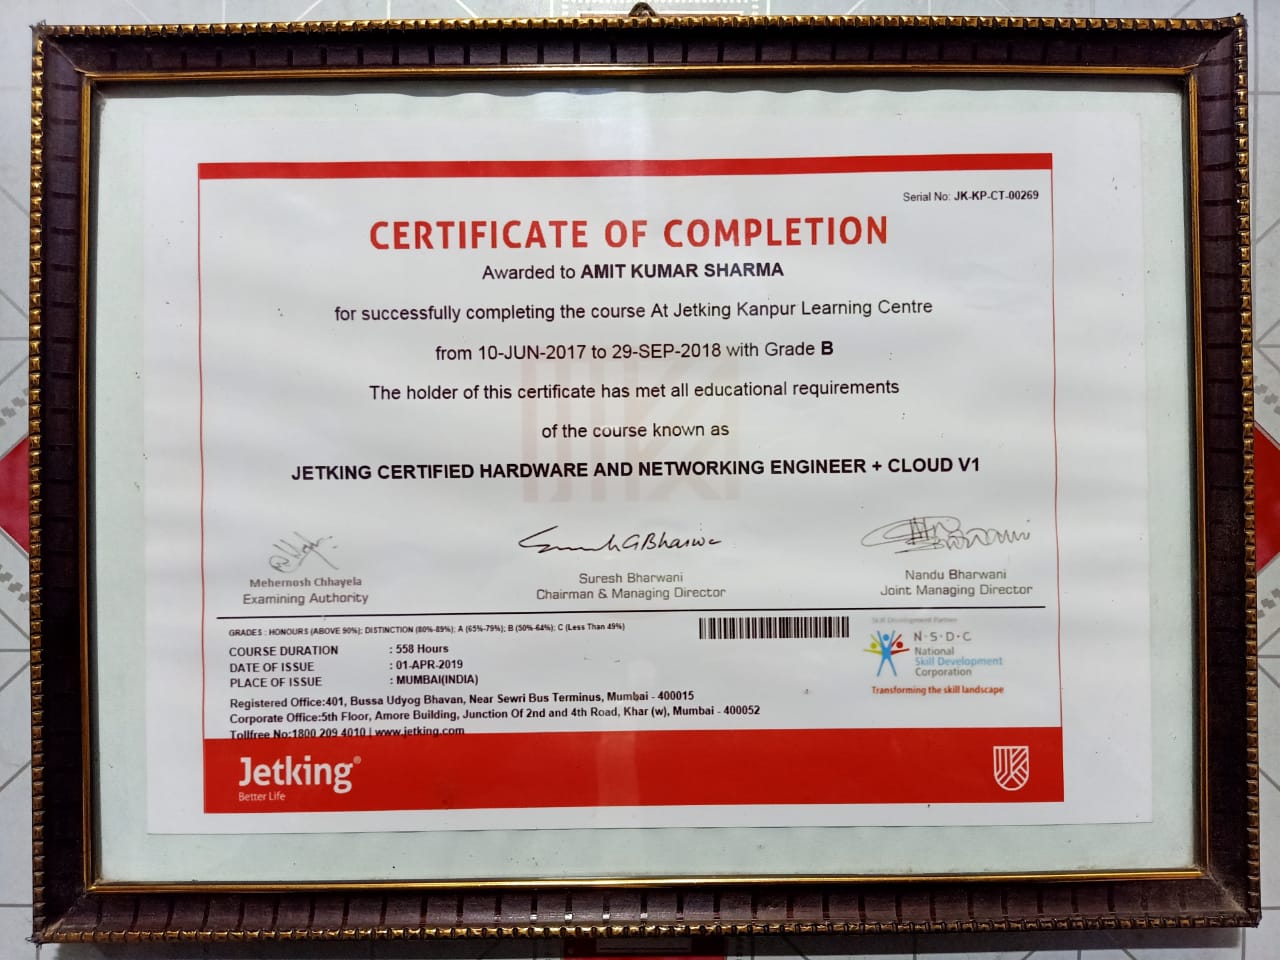 Serial No: JK-KP-CT-00269
CERTIFICATE OF COMPLETION
Awarded to AMIT KUMAR SHARMA
for successfully completing the course At Jetking Kanpur Learning Centre
from 10-JUN-2017 to 29-SEP-2018 with Grade B
The holder of this certificate has met all educational requirements
of the course known as
JETKING CERTIFIED HARDWARE AND NETWORKING ENGINEER + CLOUD V1
Mehernosh Chhayela
Examining Authority
Suresh Bharwani
Chairman & Managing Director
Nandu Bharwani
Joint Managing Director
GRADES : HONOURS (ABOVE 90%); DISTINCTION (80%-89%); A (65%-79%); B (50%-64%); C (Less Than 49%)
COURSE DURATION : 558 Hours
DATE OF ISSUE : 01-APR-2019
PLACE OF ISSUE : MUMBAI(INDIA)
Skill Development Partner
N·S·D·C
National
Skill Development
Corporation
Transforming the skill landscape
Registered Office:401, Bussa Udyog Bhavan, Near Sewri Bus Terminus, Mumbai - 400015
Corporate Office:5th Floor, Amore Building, Junction Of 2nd and 4th Road, Khar (w), Mumbai - 400052
Tollfree No:1800 209 4010 | www.jetking.com
Jetking®
Better Life